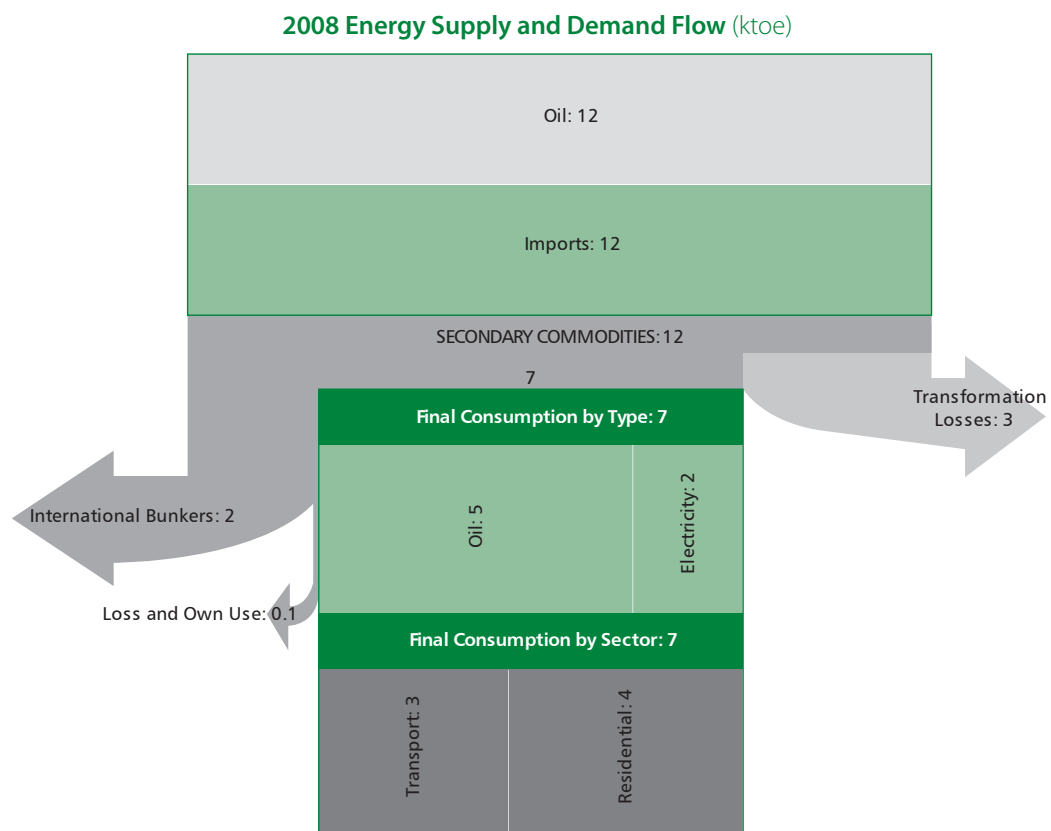 2008 Energy Supply and Demand Flow (ktoe)
Oil: 12
Imports: 12
SECONDARY COMMODITIES: 12
7
Transformation
Losses: 3
Final Consumption by Type: 7
Oil: 5
Electricity: 2
International Bunkers: 2
Loss and Own Use: 0.1
Final Consumption by Sector: 7
Transport: 3
Residential: 4